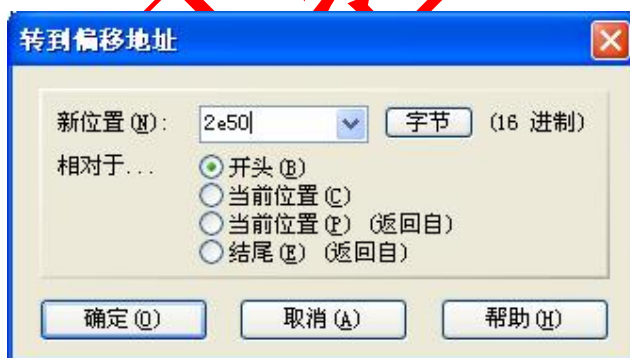 转到偏移地址
新位置(N): 2e50 字节 (16 进制)
相对于... 开头(B)
当前位置(C)
当前位置(P) (返回自)
结尾(E) (返回自)
确定(O) 取消(A) 帮助(H)